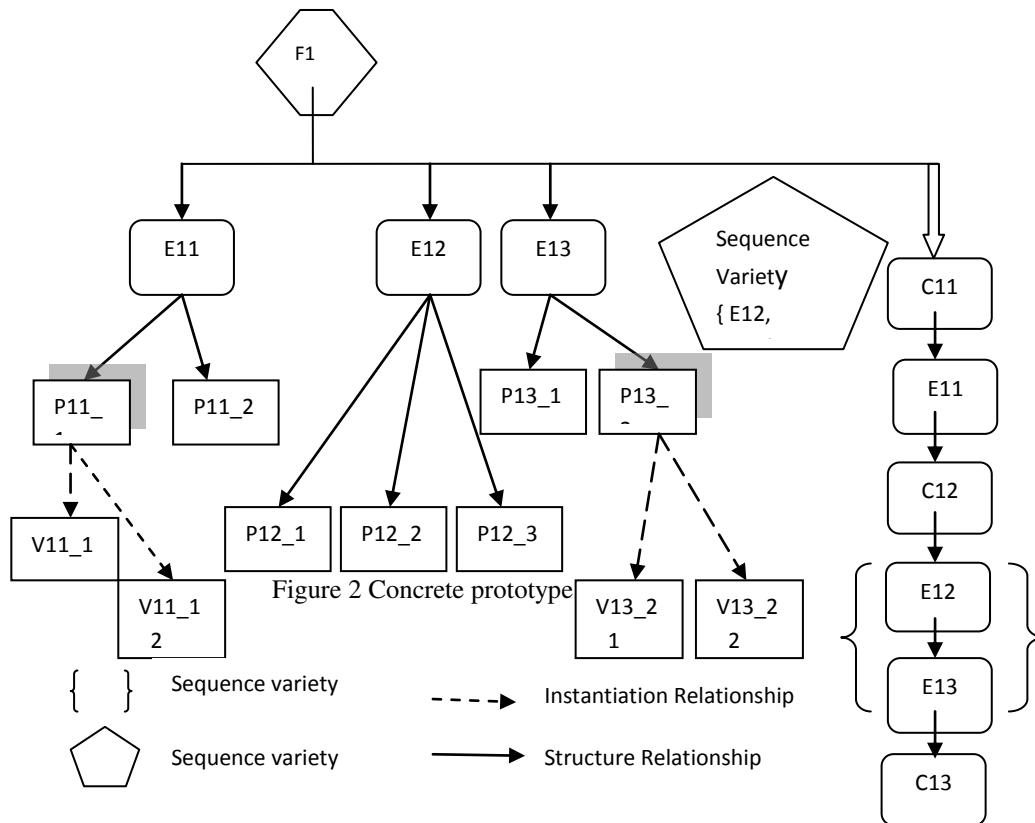 F1
E11
E12
E13
Sequence
Variety
{ E12,
C11
P11_
P11_2
P13_1
P13_
E11
C12
V11_1
P12_1
P12_2
P12_3
V11_1
2
Figure 2 Concrete prototype
V13_2
1
V13_2
2
E12
E13
{ } Sequence variety
Instantiation Relationship
Sequence variety
Structure Relationship
C13